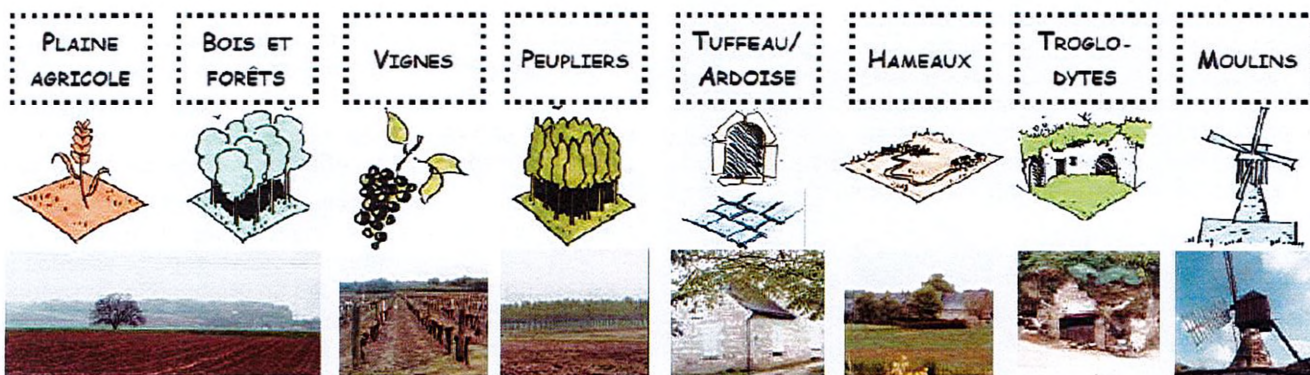 PLAINE
AGRICOLE
BOIS ET
FORÊTS
VIGNES
PEUPLIERS
TUFFEAU/
ARDOISE
HAMEAUX
TROGLO-
DYTES
MOULINS